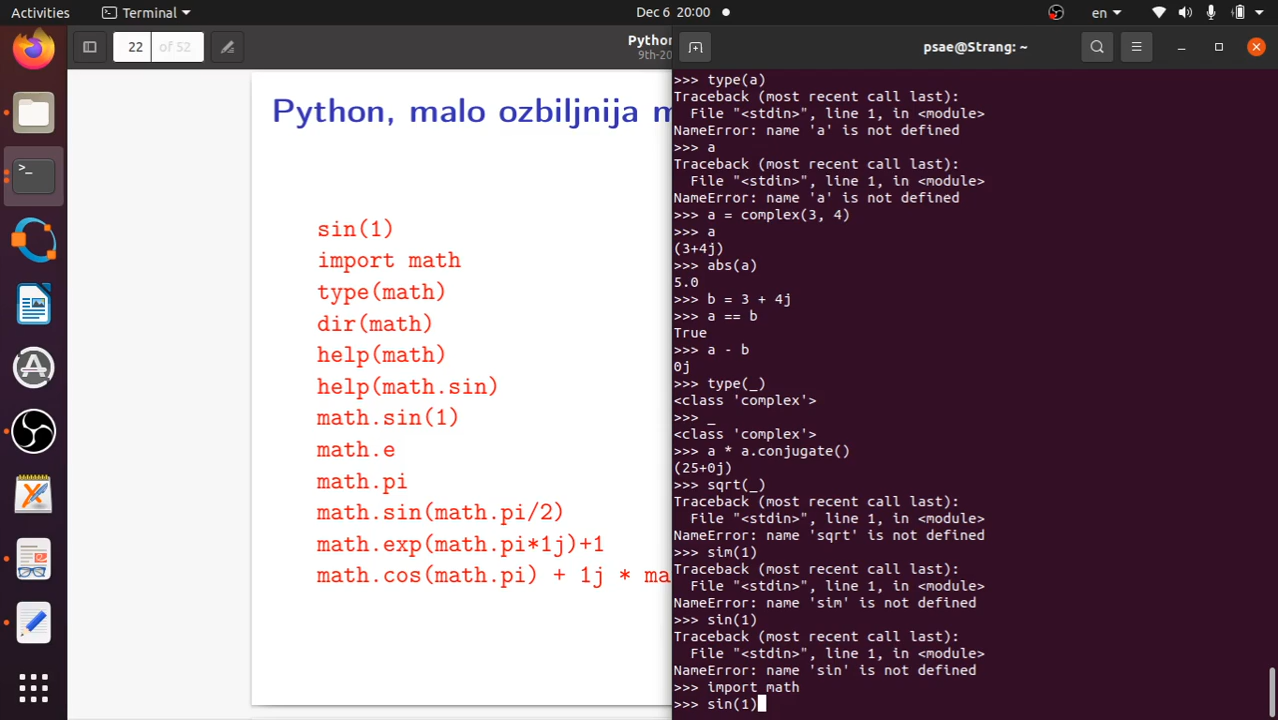 Activities
Terminal
Dec 6 20:00
en
22
of 52
Python
9th-20
psae@Strang: ~
Python, malo ozbiljnija m
sin(1)
import math
type(math)
dir(math)
help(math)
help(math.sin)
math.sin(1)
math.e
math.pi
math.sin(math.pi/2)
math.exp(math.pi*1j)+1
math.cos(math.pi) + 1j * ma
>>> type(a)
Traceback (most recent call last):
  File "<stdin>", line 1, in <module>
NameError: name 'a' is not defined
>>> a
Traceback (most recent call last):
  File "<stdin>", line 1, in <module>
NameError: name 'a' is not defined
>>> a = complex(3, 4)
>>> a
(3+4j)
>>> abs(a)
5.0
>>> b = 3 + 4j
>>> a == b
True
>>> a - b
0j
>>> type(_)
<class 'complex'>
>>> _
<class 'complex'>
>>> a * a.conjugate()
(25+0j)
>>> sqrt(_)
Traceback (most recent call last):
  File "<stdin>", line 1, in <module>
NameError: name 'sqrt' is not defined
>>> sim(1)
Traceback (most recent call last):
  File "<stdin>", line 1, in <module>
NameError: name 'sim' is not defined
>>> sin(1)
Traceback (most recent call last):
  File "<stdin>", line 1, in <module>
NameError: name 'sin' is not defined
>>> import math
>>> sin(1)